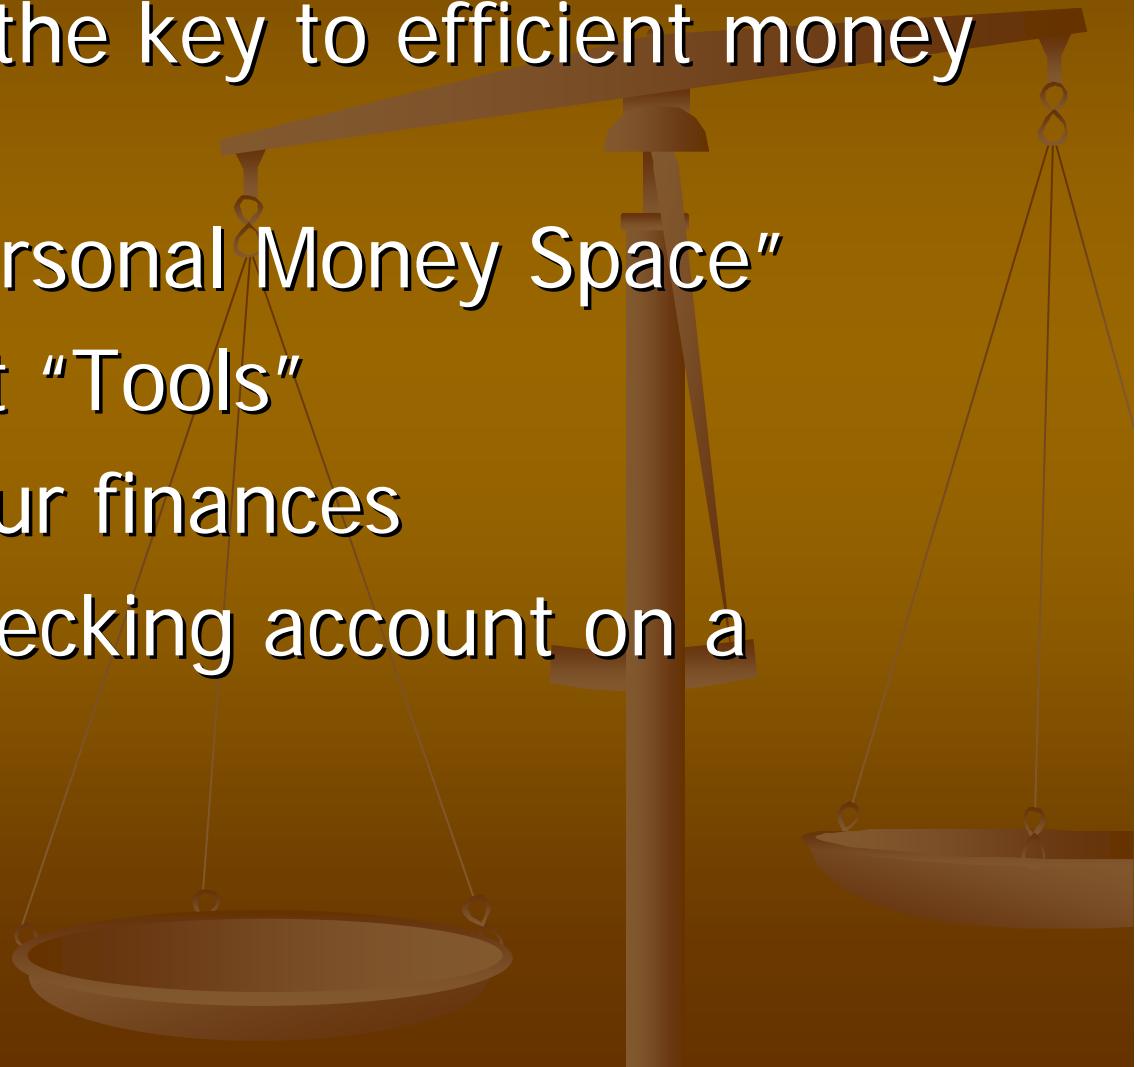 the key to efficient money
rsonal Money Space”
t “Tools”
ur finances
ecking account on a